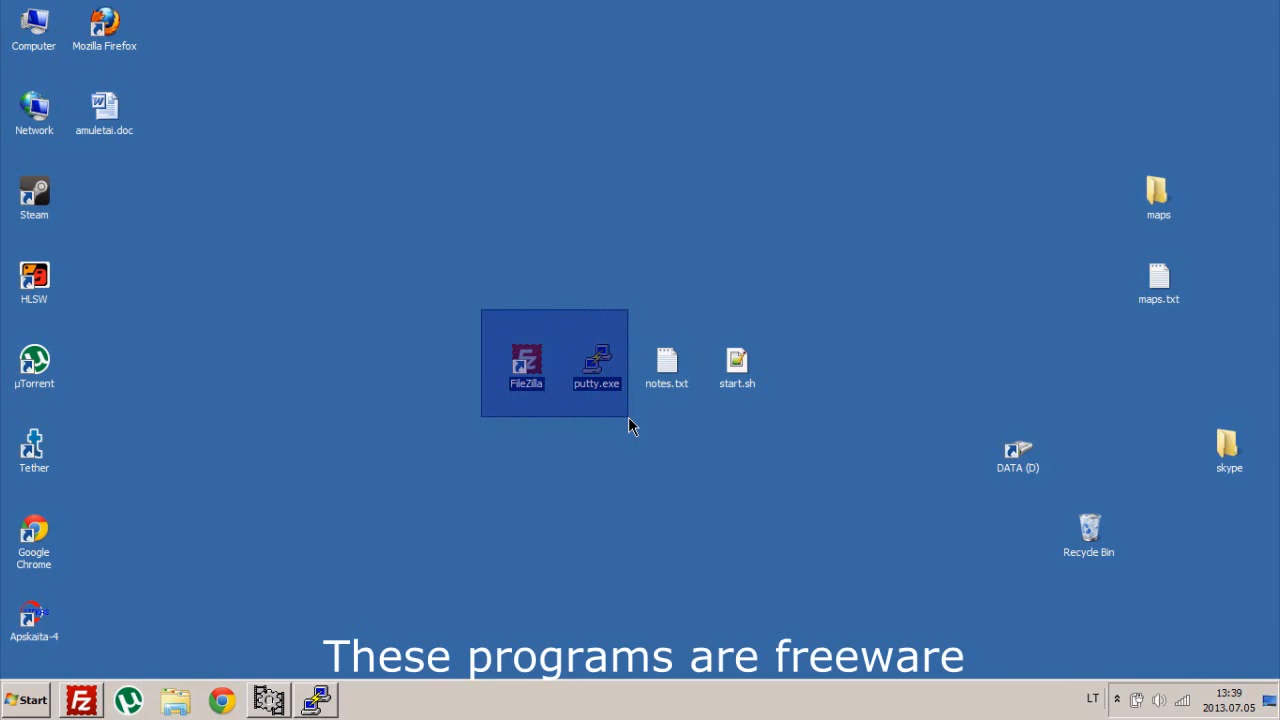 Computer
Mozilla Firefox
Network
amuletai.doc
Steam
maps
HLSW
maps.txt
µTorrent
FileZilla
putty.exe
notes.txt
start.sh
Tether
DATA (D)
skype
Google
Chrome
Recycle Bin
Apskaita-4
These programs are freeware
Start
LT
13:39
2013.07.05